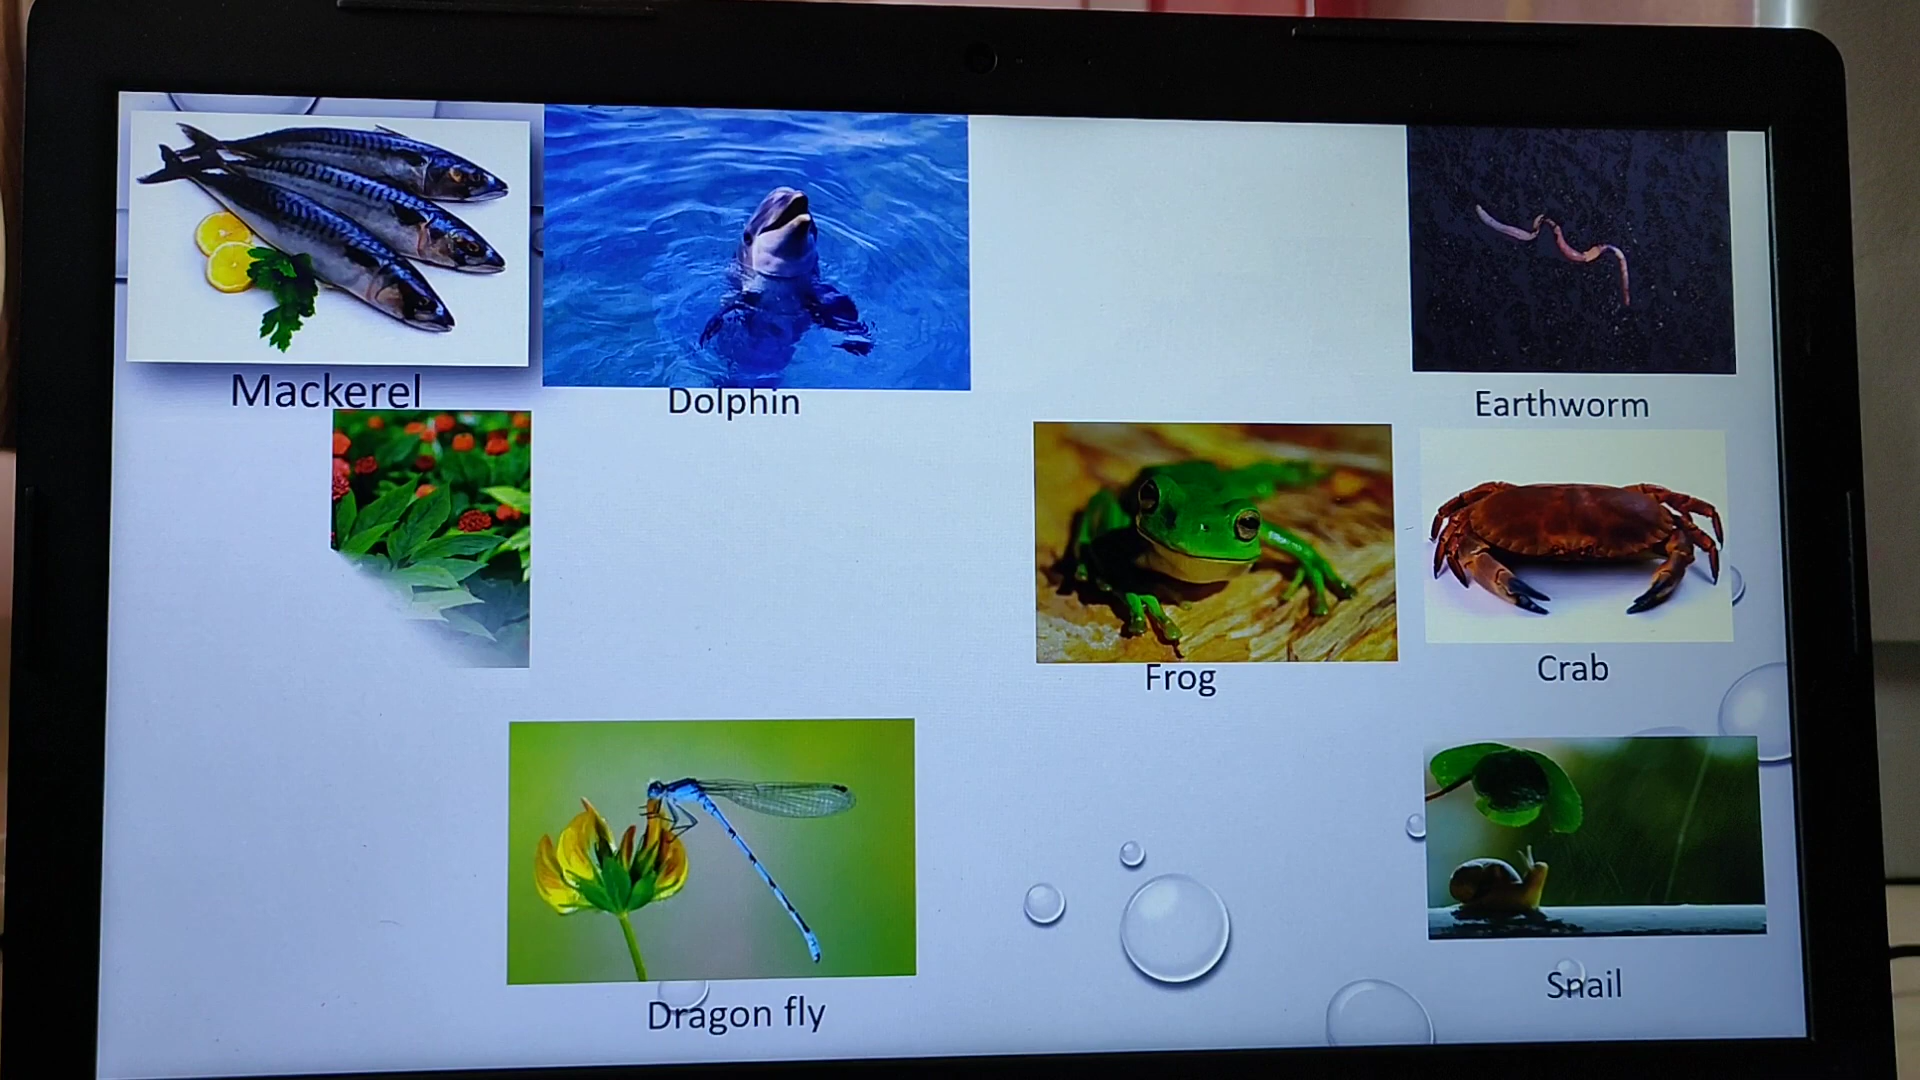 Mackerel
Dolphin
Earthworm
Frog
Crab
Dragon fly
Snail